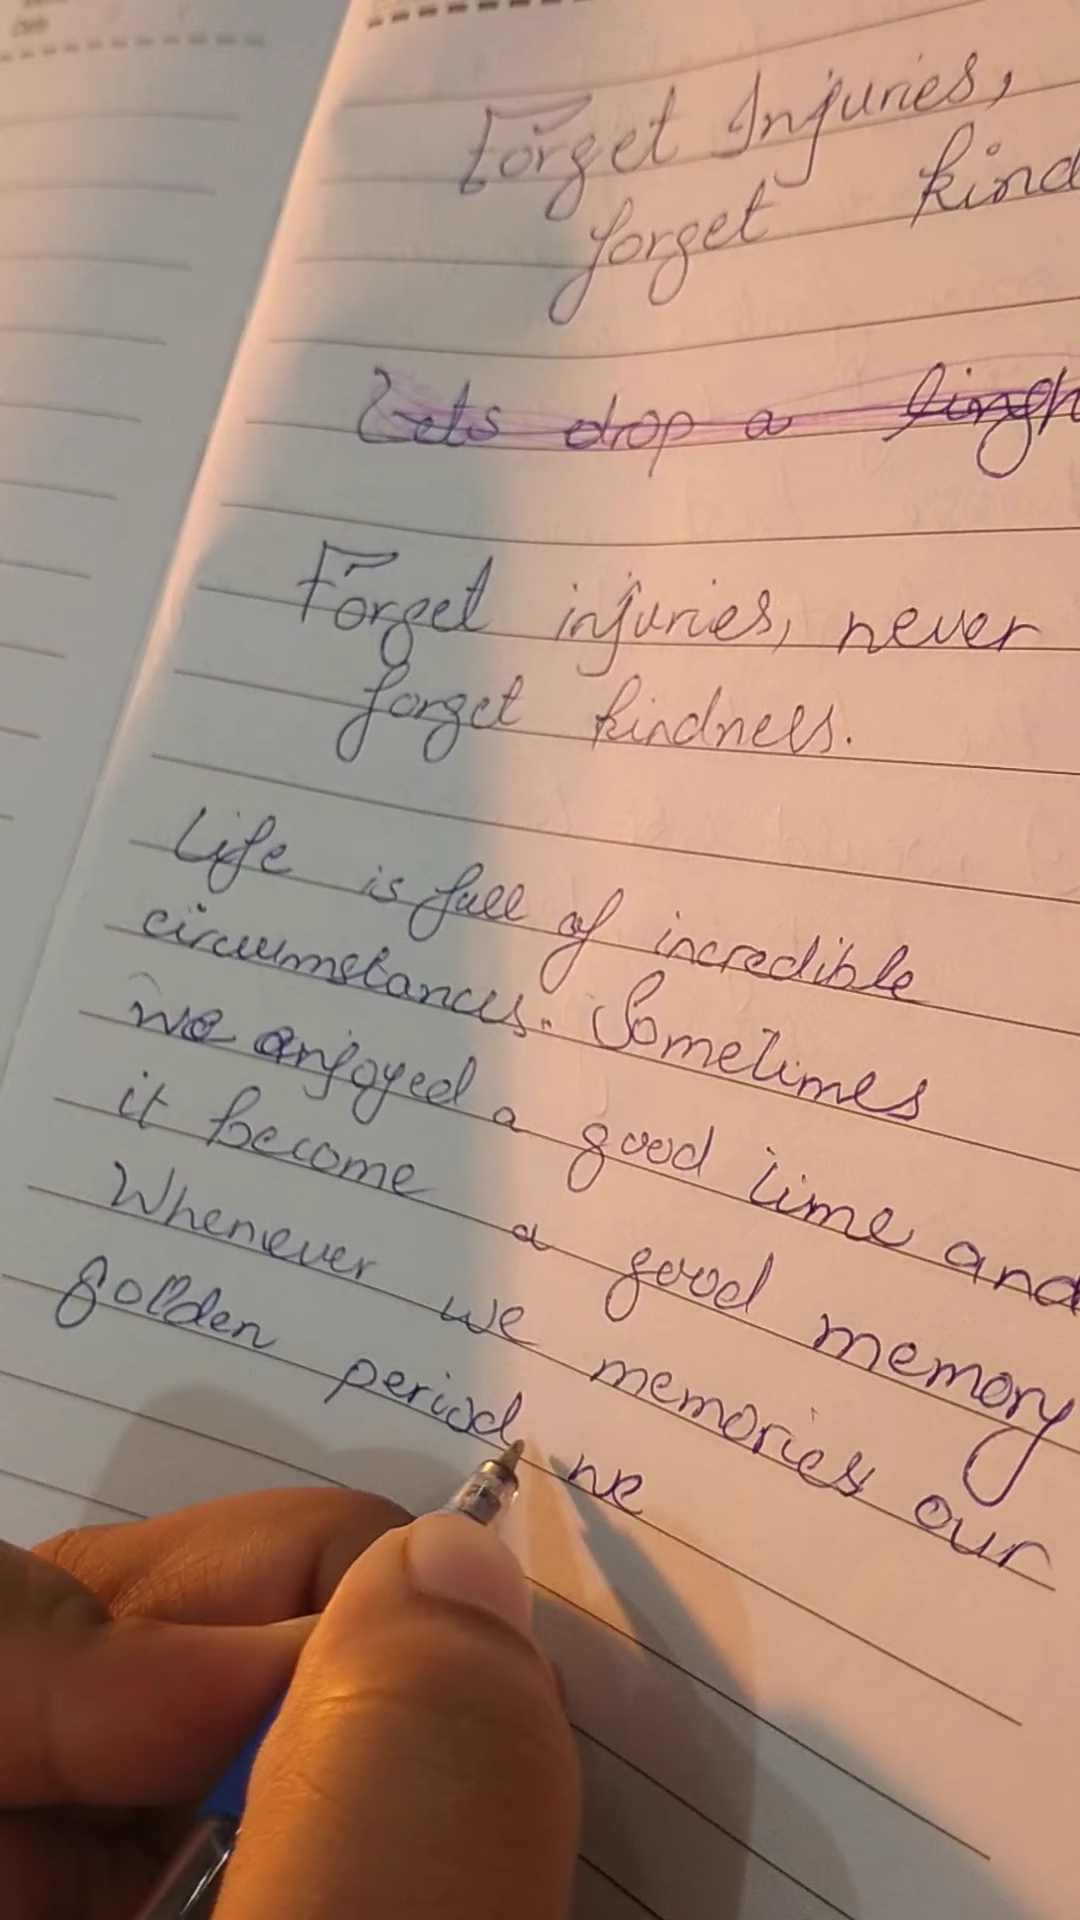 Forget Injuries,
forget kind
Lets drop a lingh
Forget injuries, never
forget kindness.
Life is full of incredible
circumstances. Sometimes
we enjoyed a good time and
it become a good memory
Whenever we memories our
golden period, we